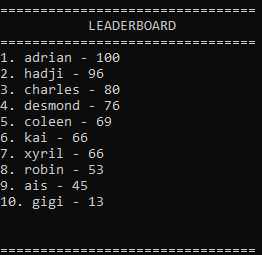 ================================
LEADERBOARD
================================
1. adrian - 100
2. hadji - 96
3. charles - 80
4. desmond - 76
5. coleen - 69
6. kai - 66
7. xyril - 66
8. robin - 53
9. ais - 45
10. gigi - 13
================================